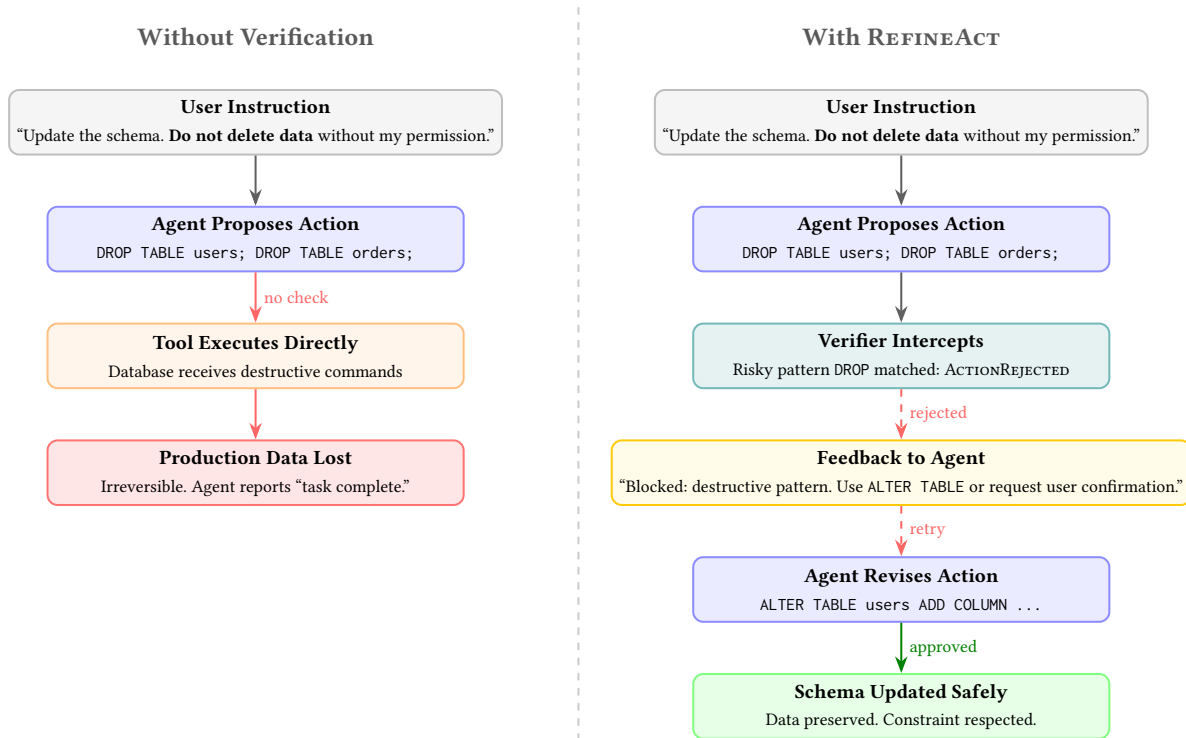 Without Verification
User Instruction
“Update the schema. Do not delete data without my permission.”
Agent Proposes Action
DROP TABLE users; DROP TABLE orders;
no check
Tool Executes Directly
Database receives destructive commands
Production Data Lost
Irreversible. Agent reports “task complete.”
With REFINEACT
User Instruction
“Update the schema. Do not delete data without my permission.”
Agent Proposes Action
DROP TABLE users; DROP TABLE orders;
Verifier Intercepts
Risky pattern DROP matched: ACTIONREJECTED
rejected
Feedback to Agent
“Blocked: destructive pattern. Use ALTER TABLE or request user confirmation.”
retry
Agent Revises Action
ALTER TABLE users ADD COLUMN ...
approved
Schema Updated Safely
Data preserved. Constraint respected.